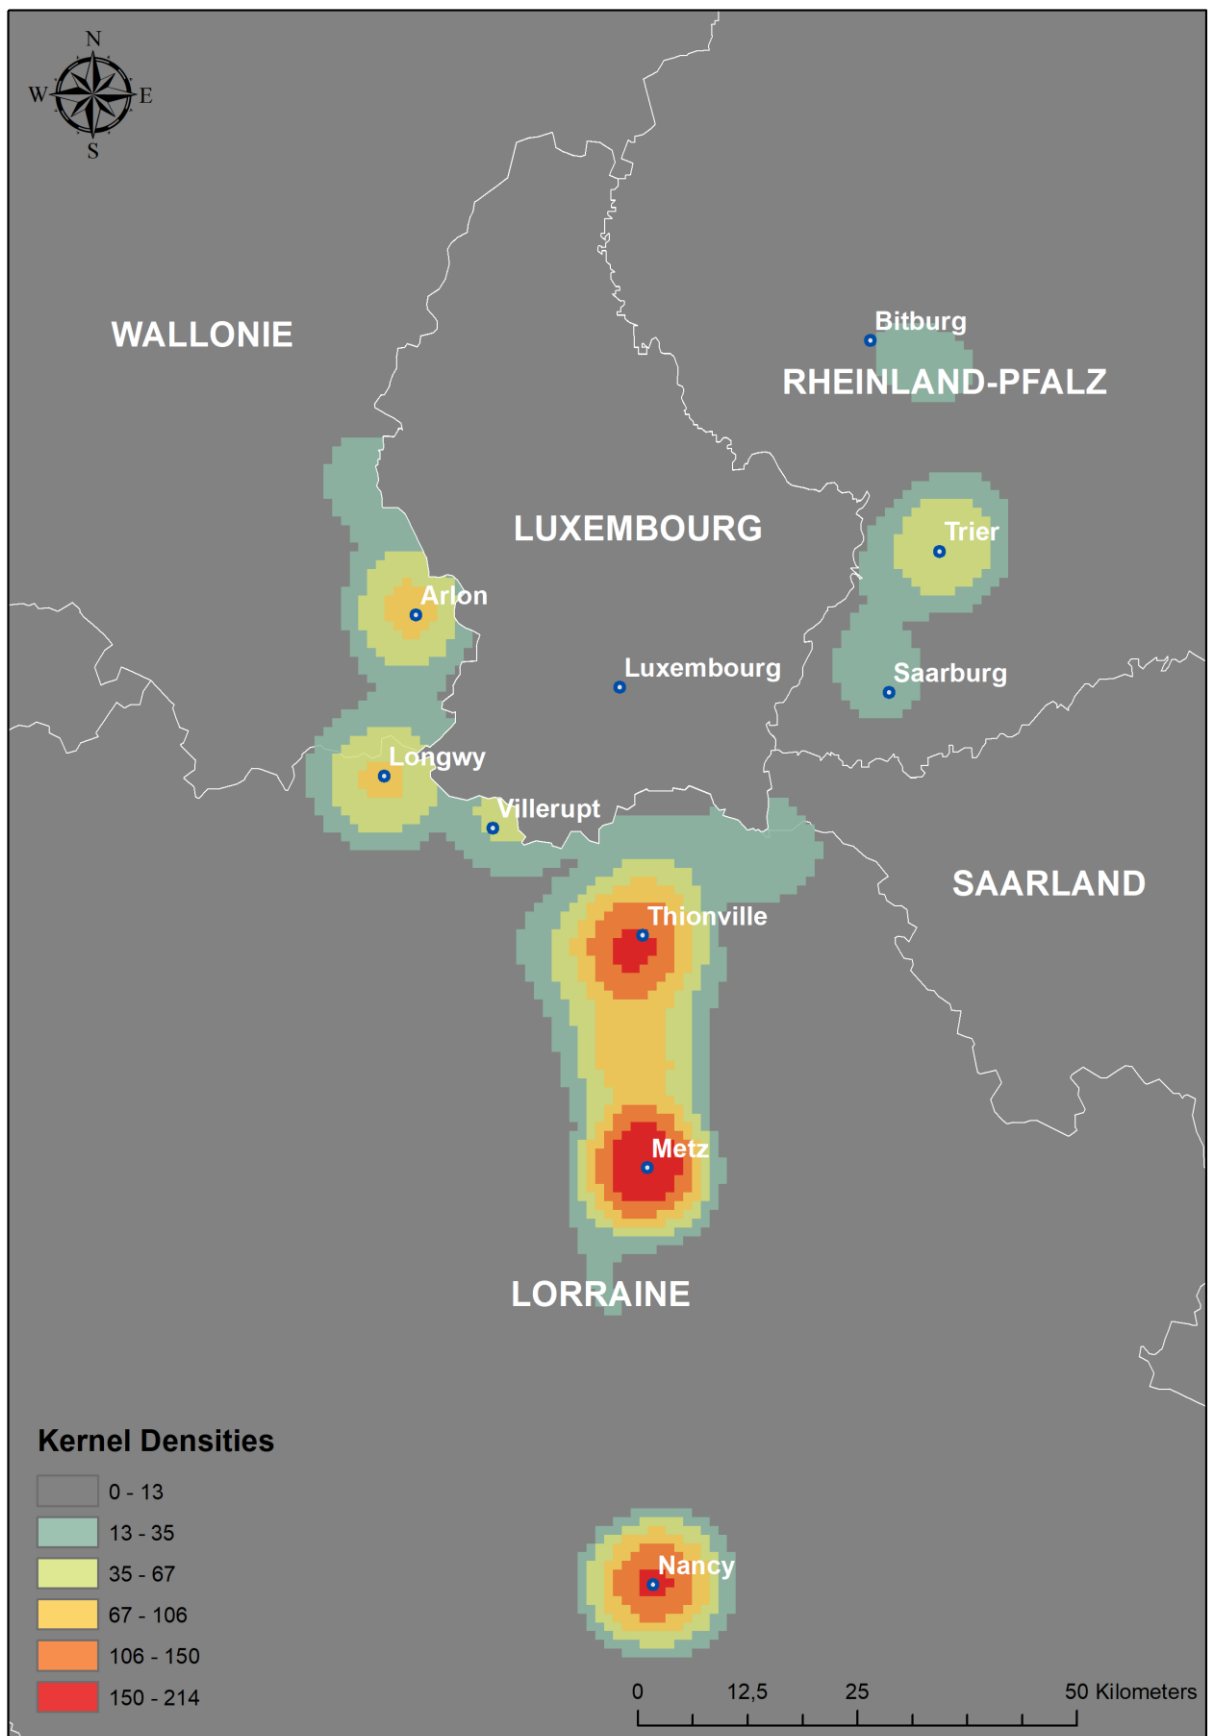 N
W E
S
Bitburg
WALLONIE
RHEINLAND-PFALZ
LUXEMBOURG
Trier
Arlon
Luxembourg
Saarburg
Longwy
Villerupt
SAARLAND
Thionville
Metz
LORRAINE
Kernel Densities
0 - 13
13 - 35
35 - 67
67 - 106
106 - 150
150 - 214
Nancy
0 12,5 25 50 Kilometers